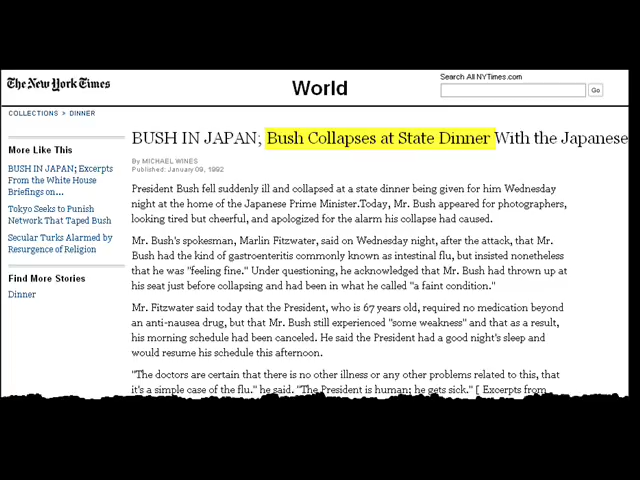 The New York Times
World
Search All NYTimes.com
Go
COLLECTIONS > DINNER
More Like This
BUSH IN JAPAN; Excerpts
From the White House
Briefing on...
Tokyo Seeks to Punish
Network That Taped Bush
Secular Turks Alarmed by
Resurgence of Religion
Find More Stories
Dinner
BUSH IN JAPAN; Bush Collapses at State Dinner With the Japanese
By MICHAEL WINES
Published: January 09, 1992
President Bush fell suddenly ill and collapsed at a state dinner being given for him Wednesday
night at the home of the Japanese Prime Minister.Today, Mr. Bush appeared for photographers,
looking tired but cheerful, and apologized for the alarm his collapse had caused.
Mr. Bush's spokesman, Marlin Fitzwater, said on Wednesday night, after the attack, that Mr.
Bush had the kind of gastroenteritis commonly known as intestinal flu, but insisted nonetheless
that he was "feeling fine." Under questioning, he acknowledged that Mr. Bush had thrown up at
his seat just before collapsing and had been in what he called "a faint condition."
Mr. Fitzwater said today that the President, who is 67 years old, required no medication beyond
an anti-nausea drug, but that Mr. Bush still experienced "some weakness" and that as a result,
his morning schedule had been canceled. He said the President had a good night's sleep and
would resume his schedule this afternoon.
"The doctors are certain that there is no other illness or any other problems related to this, that
it's a simple case of the flu." he said. "The President is human; he gets sick." [ Excerpts from